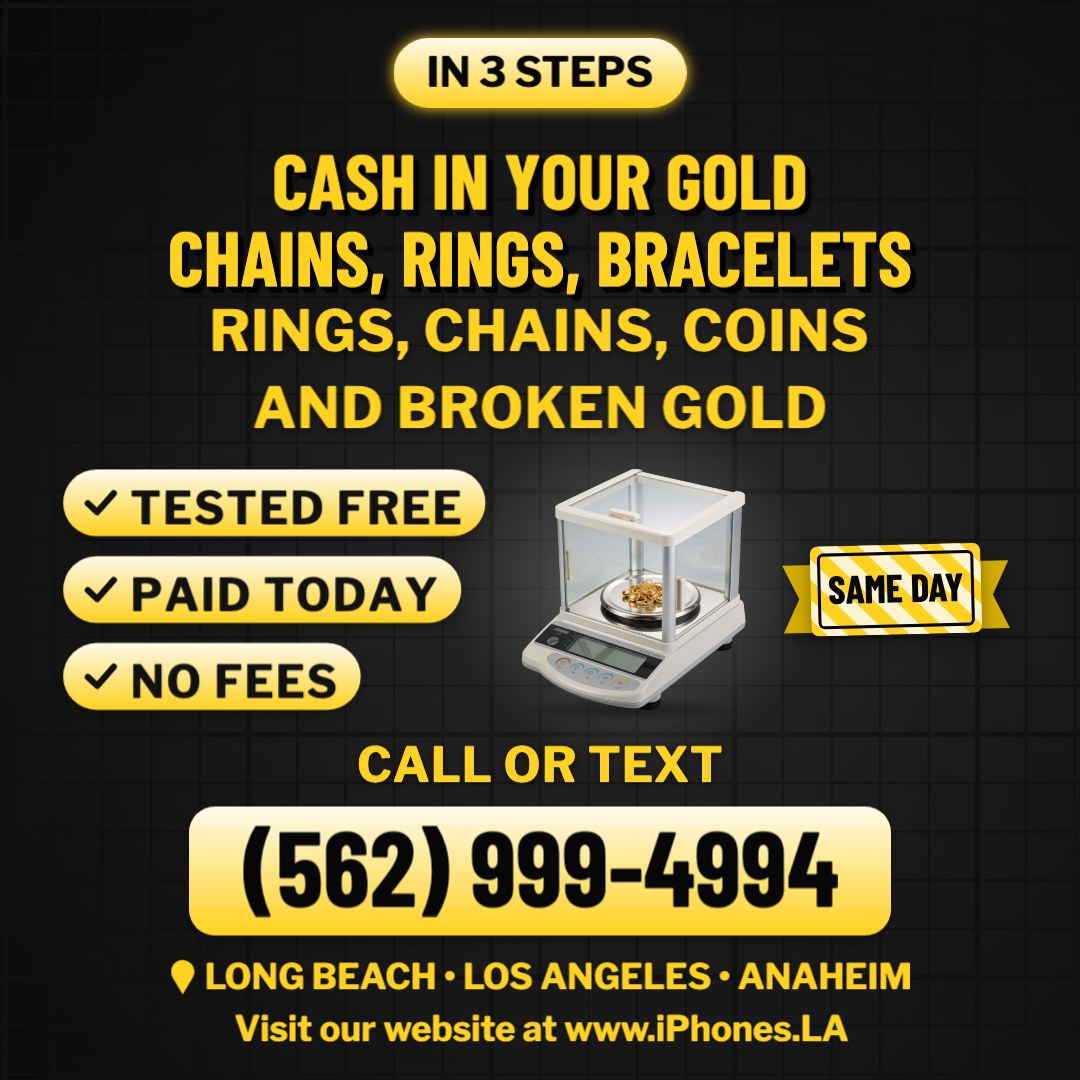 IN 3 STEPS
CASH IN YOUR GOLD
CHAINS, RINGS, BRACELETS
RINGS, CHAINS, COINS
AND BROKEN GOLD
✓ TESTED FREE
✓ PAID TODAY
✓ NO FEES
SAME DAY
CALL OR TEXT
(562) 999-4994
LONG BEACH • LOS ANGELES • ANAHEIM
Visit our website at www.iPhones.LA